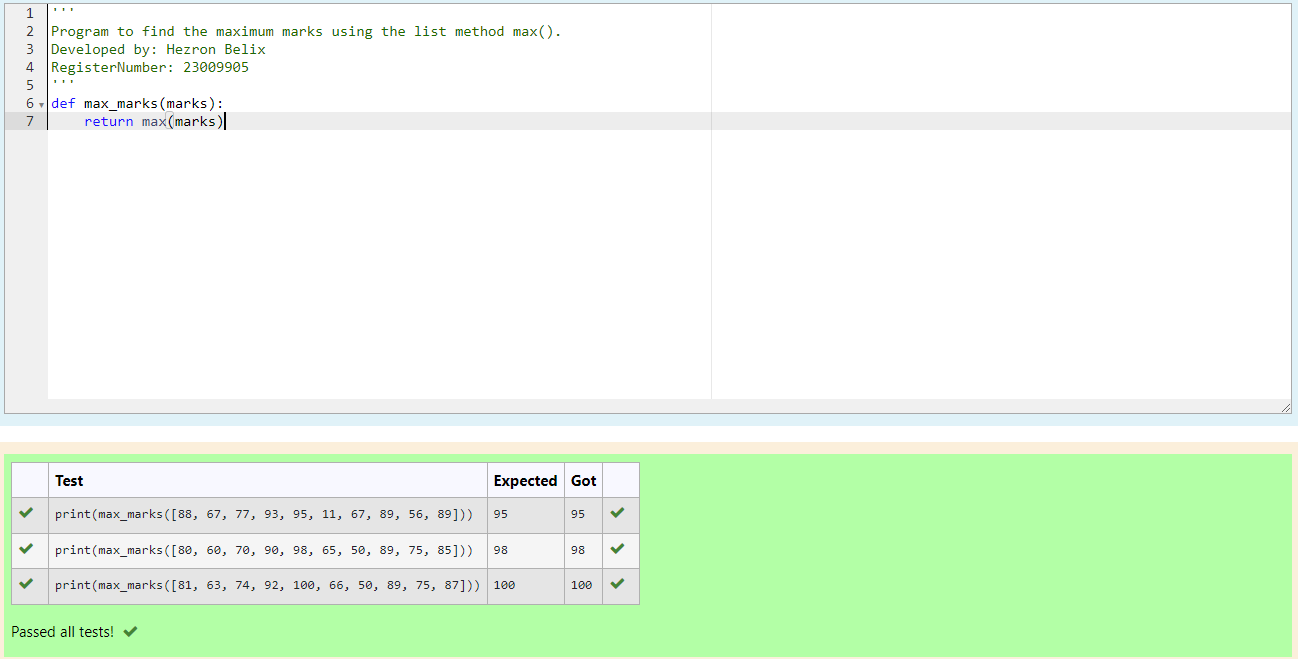 1 '''
2 Program to find the maximum marks using the list method max().
3 Developed by: Hezron Belix
4 RegisterNumber: 23009905
5 '''
6 def max_marks(marks):
7     return max(marks)
Test Expected Got
print(max_marks([88, 67, 77, 93, 95, 11, 67, 89, 56, 89])) 95 95
print(max_marks([80, 60, 70, 90, 98, 65, 50, 89, 75, 85])) 98 98
print(max_marks([81, 63, 74, 92, 100, 66, 50, 89, 75, 87])) 100 100
Passed all tests!